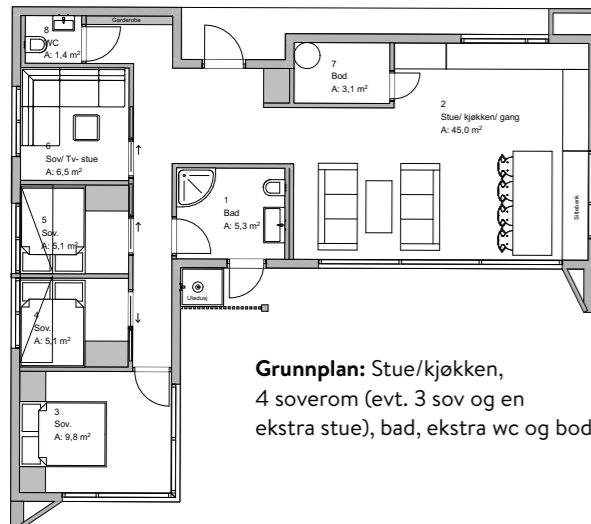 Garderobe
8
WC
A: 1,4 m²
7
Bod
A: 3,1 m²
2
Stue/ kjøkken/ gang
A: 45,0 m²
6
Sov/ Tv- stue
A: 6,5 m²
1
Bad
A: 5,3 m²
5
Sov.
A: 5,1 m²
Sittebenk
Utedusj
4
Sov.
A: 5,1 m²
3
Sov.
A: 9,8 m²
Grunnplan: Stue/kjøkken,
4 soverom (evt. 3 sov og en
ekstra stue), bad, ekstra wc og bod